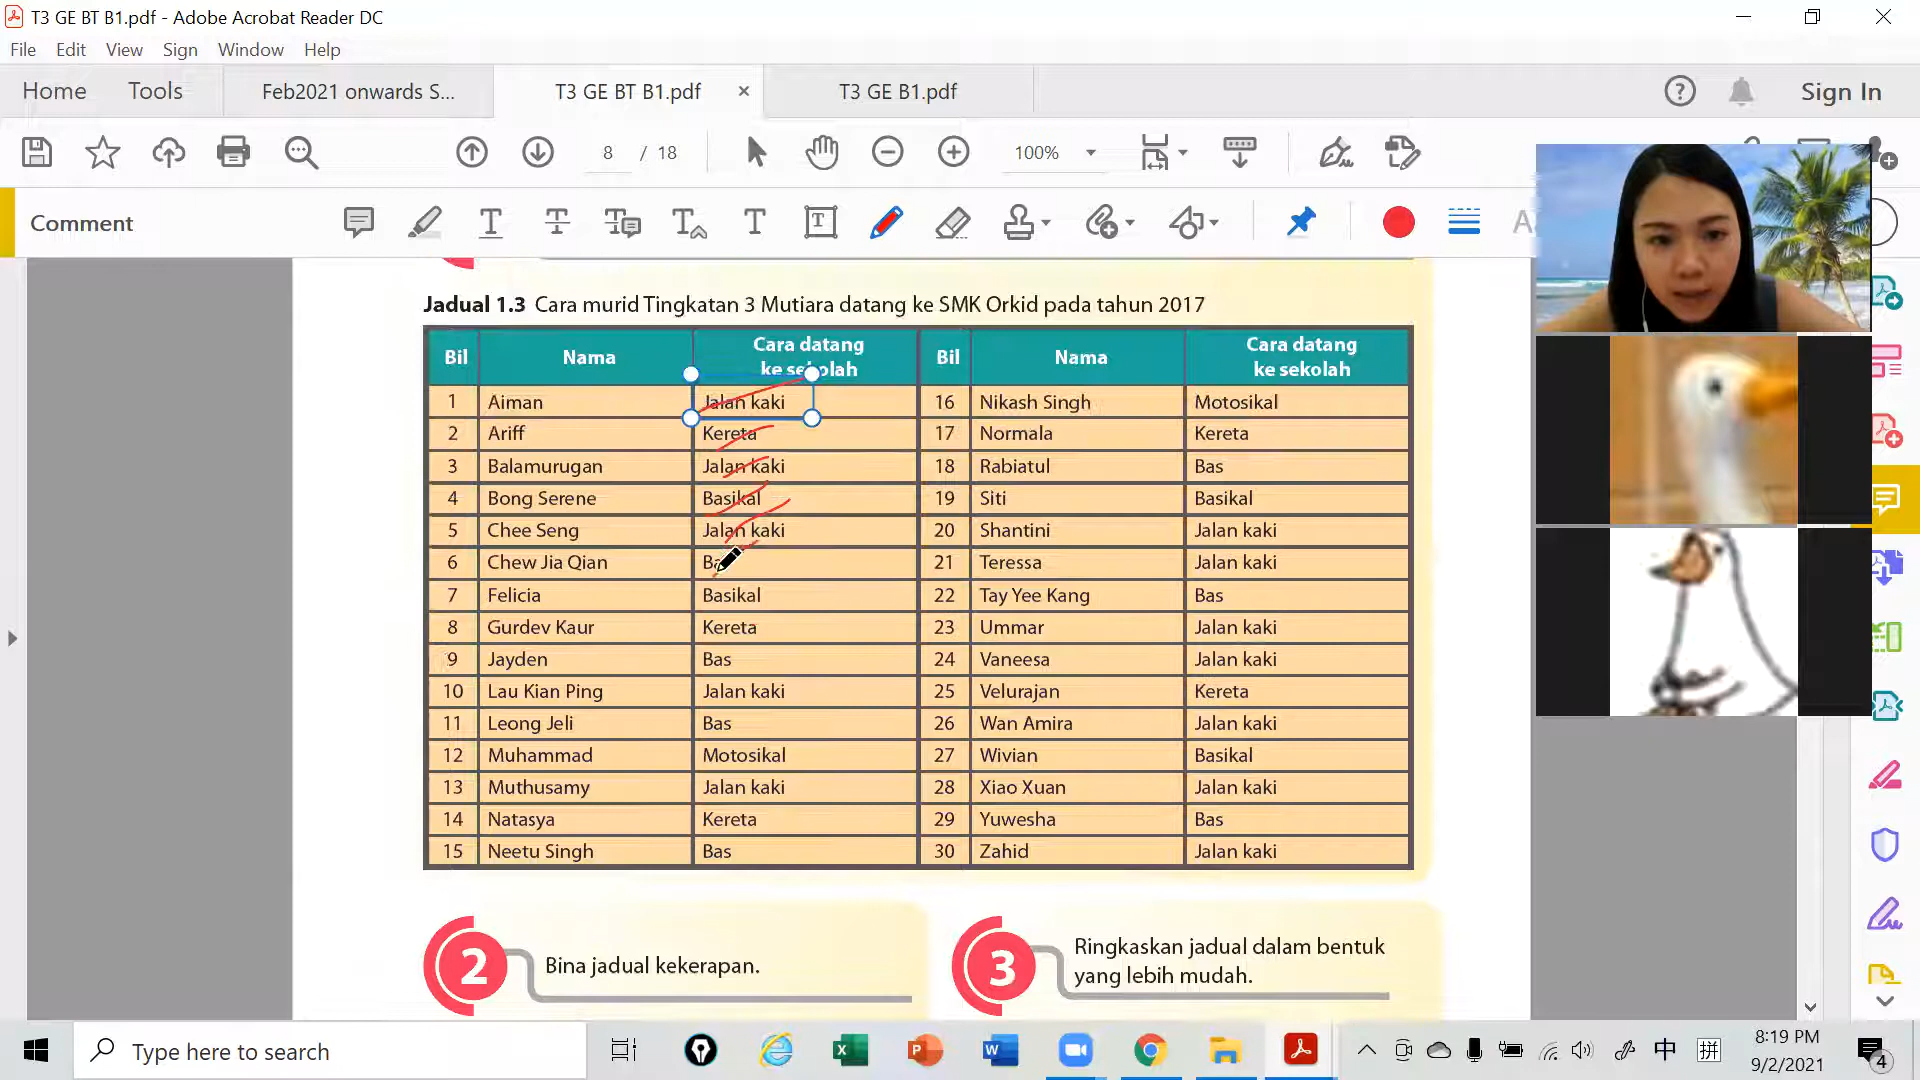 T3 GE BT B1.pdf - Adobe Acrobat Reader DC
File Edit View Sign Window Help
Home Tools Feb2021 onwards S... T3 GE BT B1.pdf T3 GE B1.pdf Sign In
8 / 18 100%
Comment
Jadual 1.3 Cara murid Tingkatan 3 Mutiara datang ke SMK Orkid pada tahun 2017
Bil Nama Cara datang ke sekolah Bil Nama Cara datang ke sekolah
1 Aiman Jalan kaki 16 Nikash Singh Motosikal
2 Ariff Kereta 17 Normala Kereta
3 Balamurugan Jalan kaki 18 Rabiatul Bas
4 Bong Serene Basikal 19 Siti Basikal
5 Chee Seng Jalan kaki 20 Shantini Jalan kaki
6 Chew Jia Qian 21 Teressa Jalan kaki
7 Felicia Basikal 22 Tay Yee Kang Bas
8 Gurdev Kaur Kereta 23 Ummar Jalan kaki
9 Jayden Bas 24 Vaneesa Jalan kaki
10 Lau Kian Ping Jalan kaki 25 Velurajan Kereta
11 Leong Jeli Bas 26 Wan Amira Jalan kaki
12 Muhammad Motosikal 27 Wivian Basikal
13 Muthusamy Jalan kaki 28 Xiao Xuan Jalan kaki
14 Natasya Kereta 29 Yuwesha Bas
15 Neetu Singh Bas 30 Zahid Jalan kaki
2 Bina jadual kekerapan.
3 Ringkaskan jadual dalam bentuk
yang lebih mudah.
Type here to search
中 拼
8:19 PM
9/2/2021
4